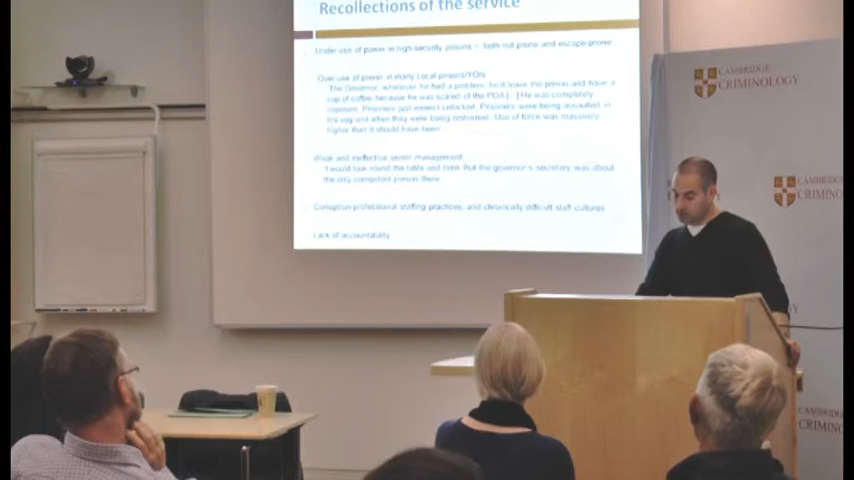 Recollections of the service
Under use of power in high security prisons – both riot prone and escape prone
Over use of power in many Local prisons/YOIs
'The Governor, whenever he had a problem, he'd leave the prison and have a
cup of coffee because he was scared of the POA [...] He was completely
impotent. Prisoners just weren't unlocked. Prisoners were being assaulted in
the seg unit when they were being restrained. Use of force was massively
higher than it should have been
Weak and ineffective senior management:
'I would look round the table and think that the governor's secretary was about
the only competent person there
professional staffing practices, and chronically difficult staff cultures
Lack of accountability
CAMBRIDGE
CRIMINOLOGY
CAMBRIDGE
CRIMINOLOGY
GY
CAMBRIDG
CRIMINO